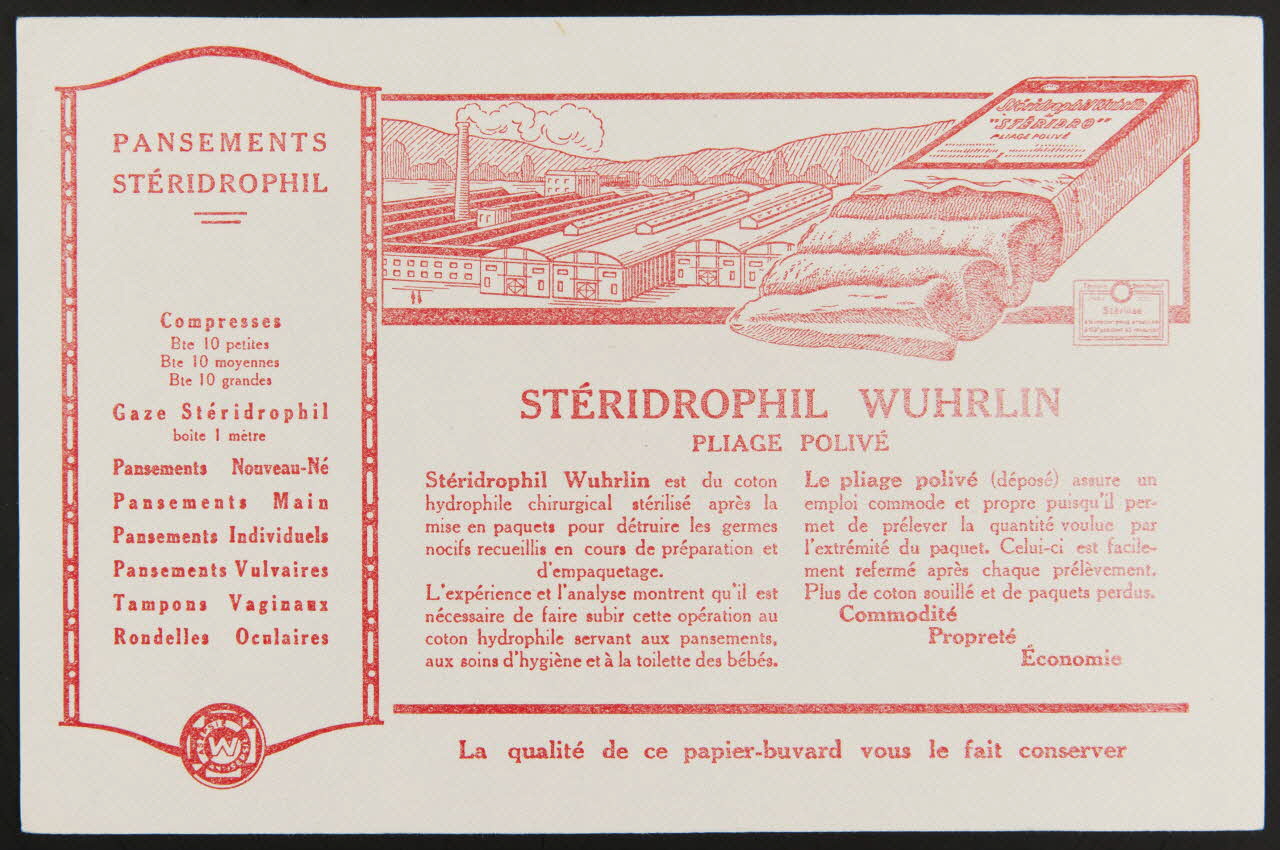 PANSEMENTS
STÉRIDROPHIL
Compresses
Bte 10 petites
Bte 10 moyennes
Bte 10 grandes
Gaze Stéridrophil
boîte 1 mètre
Pansements Nouveau-Né
Pansements Main
Pansements Individuels
Pansements Vulvaires
Tampons Vaginaux
Rondelles Oculaires
W
Stéridrophil Wuhrlin
"STÉRIDRO"
PLIAGE POLIVÉ
Stérilisé
STÉRIDROPHIL WUHRLIN
PLIAGE POLIVÉ
Stéridrophil Wuhrlin est du coton
hydrophile chirurgical stérilisé après la
mise en paquets pour détruire les germes
nocifs recueillis en cours de préparation et
d'empaquetage.
L'expérience et l'analyse montrent qu'il est
nécessaire de faire subir cette opération au
coton hydrophile servant aux pansements,
aux soins d'hygiène et à la toilette des bébés.
Le pliage polivé (déposé) assure un
emploi commode et propre puisqu'il per-
met de prélever la quantité voulue par
l'extrémité du paquet. Celui-ci est facile-
ment refermé après chaque prélèvement.
Plus de coton souillé et de paquets perdus.
Commodité
Propreté
Économie
La qualité de ce papier-buvard vous le fait conserver